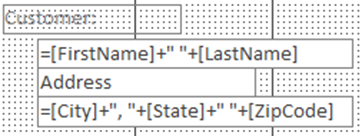 Customer:
=[FirstName]+" "+[LastName]
Address
=[City]+", "+[State]+" "+[ZipCode]